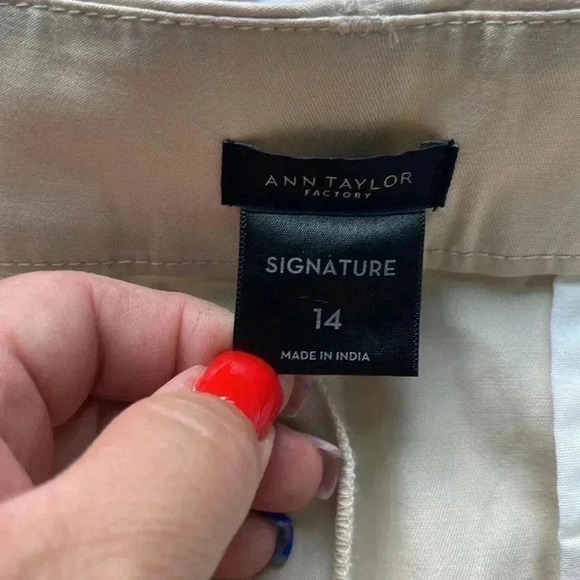 ANN TAYLOR
FACTORY
SIGNATURE
14
MADE IN INDIA